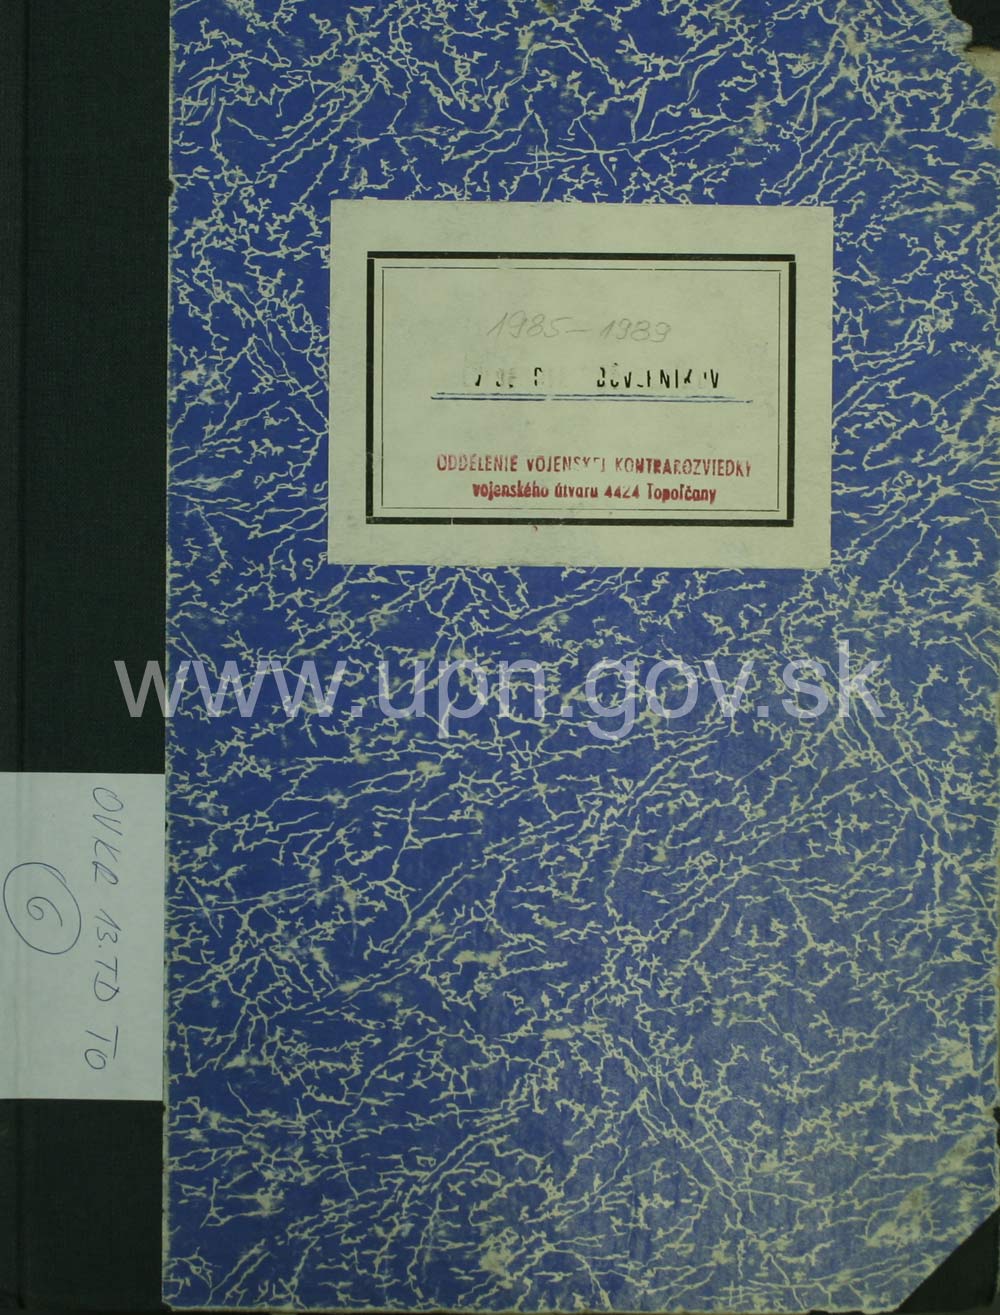 1985-1989
ODDELENIE VOJENSKEJ KONTRAROZVIEDKY
vojenského útvaru 4424 Topoľčany
www.upn.gov.sk
OVKR 13.TD TO
6